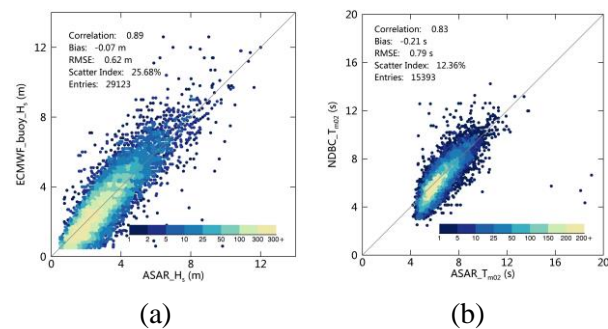 Correlation: 0.89
Bias: -0.07 m
RMSE: 0.62 m
Scatter Index: 25.68%
Entries: 29123
12
8
4
0
ECMWF_buoy_Hs (m)
1 2 5 10 25 50 100 300 300+
0 4 8 12
ASAR_Hs (m)
(a)
Correlation: 0.83
Bias: -0.21 s
RMSE: 0.79 s
Scatter Index: 12.36%
Entries: 15393
20
16
12
8
4
0
NDBC_Tm02 (s)
1 5 10 25 50 100 150 200 200+
0 4 8 12 16 20
ASAR_Tm02 (s)
(b)